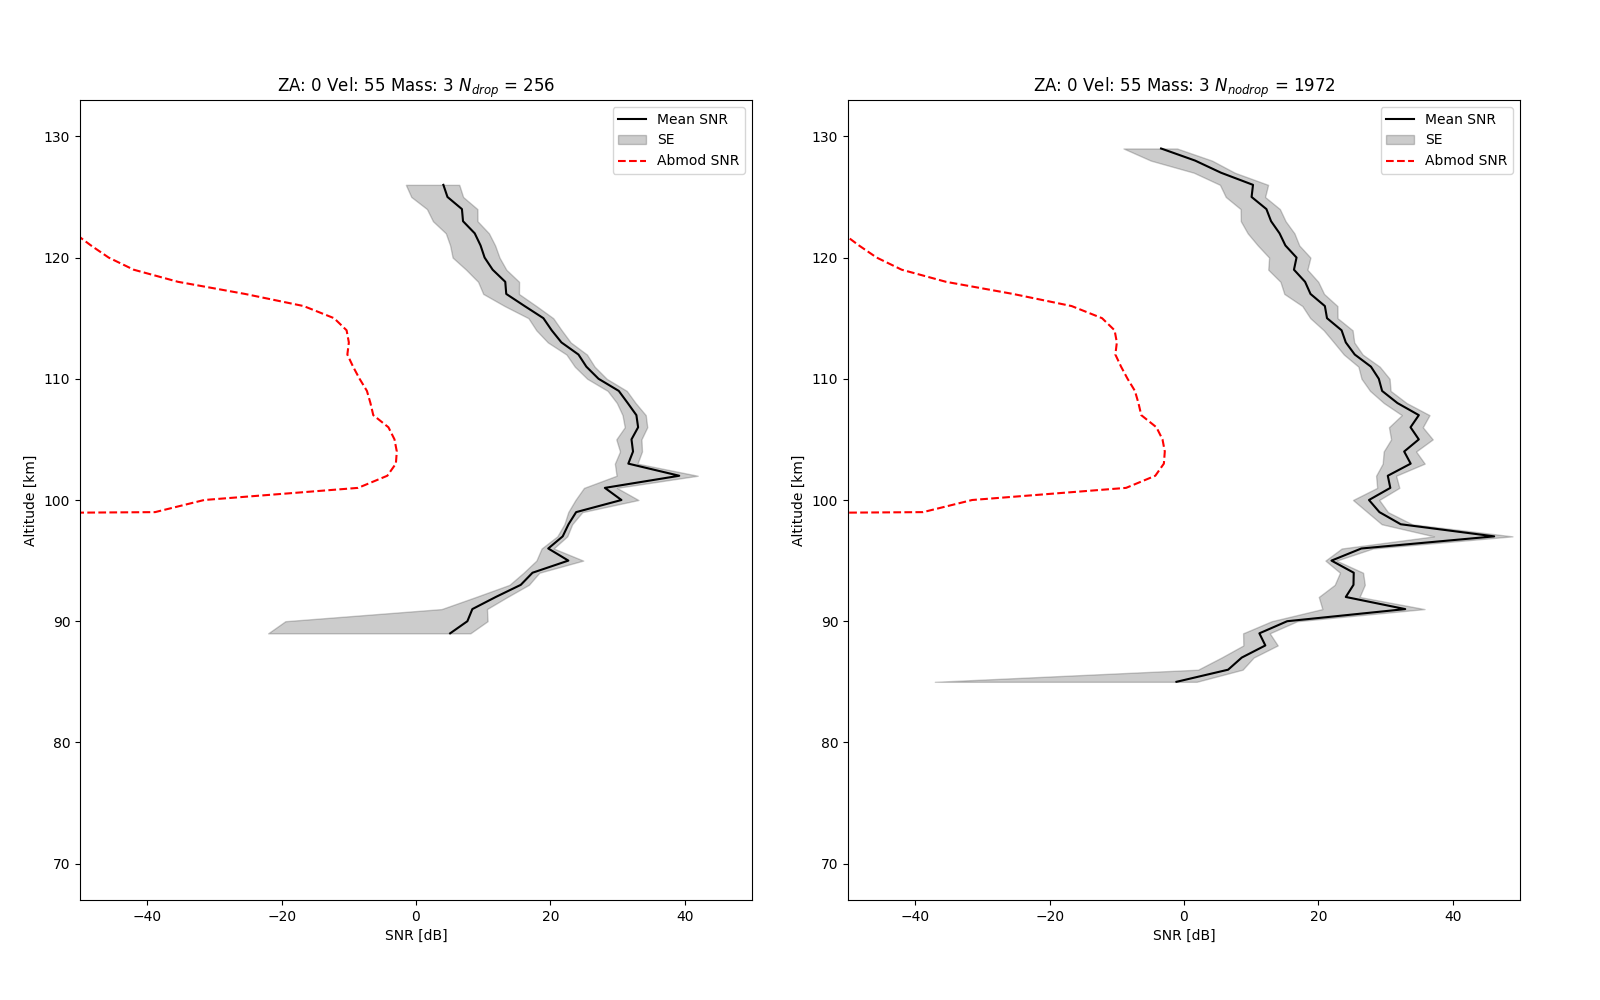 ZA: 0 Vel: 55 Mass: 3 N_drop = 256
Mean SNR
SE
Abmod SNR
130
120
110
100
90
80
70
Altitude [km]
−40
−20
0
20
40
SNR [dB]
ZA: 0 Vel: 55 Mass: 3 N_nodrop = 1972
Mean SNR
SE
Abmod SNR
130
120
110
100
90
80
70
Altitude [km]
−40
−20
0
20
40
SNR [dB]